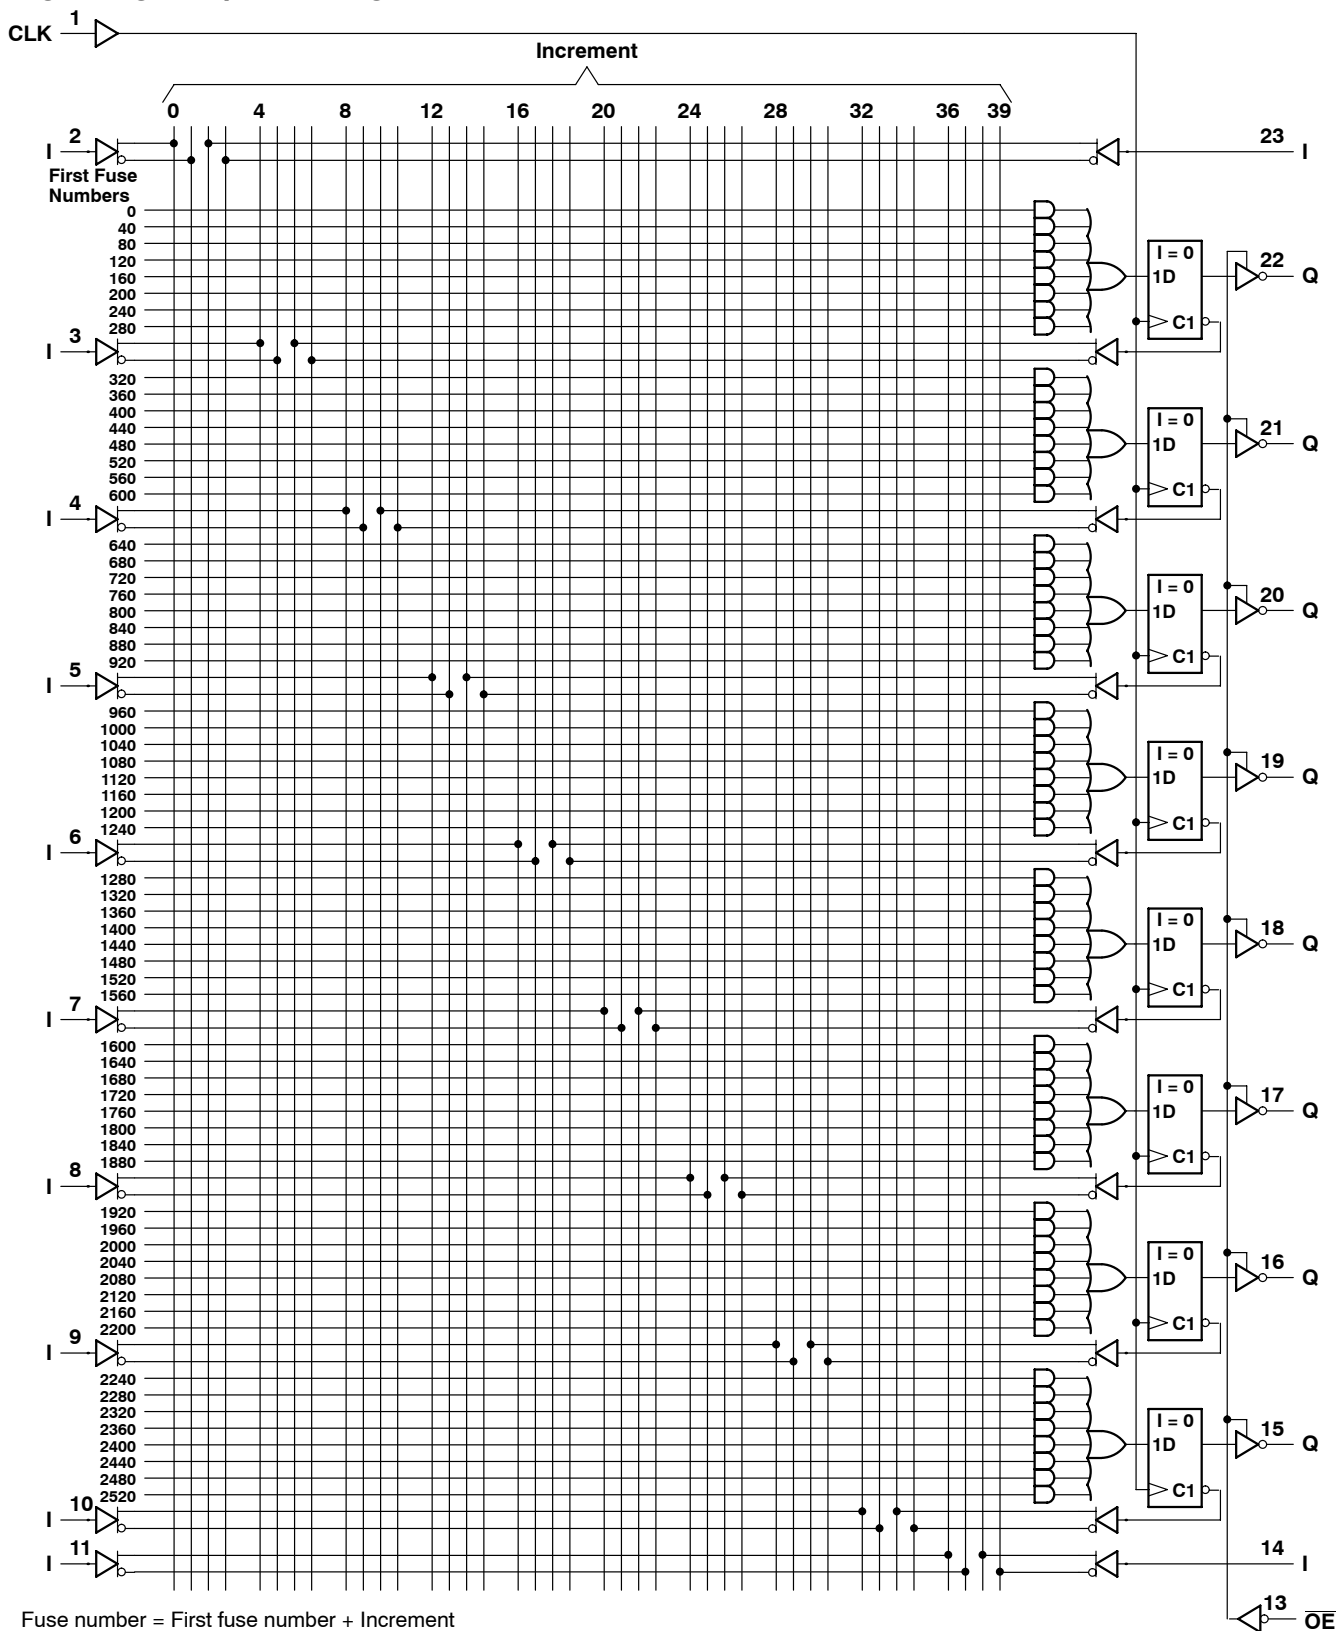 CLK 1
Increment
0 4 8 12 16 20 24 28 32 36 39
I 2 23 I
First Fuse
Numbers
0
40
80
120
160
200
240
280
I = 0
1D
C1
22 Q
I 3
320
360
400
440
480
520
560
600
I = 0
1D
C1
21 Q
I 4
640
680
720
760
800
840
880
920
I = 0
1D
C1
20 Q
I 5
960
1000
1040
1080
1120
1160
1200
1240
I = 0
1D
C1
19 Q
I 6
1280
1320
1360
1400
1440
1480
1520
1560
I = 0
1D
C1
18 Q
I 7
1600
1640
1680
1720
1760
1800
1840
1880
I = 0
1D
C1
17 Q
I 8
1920
1960
2000
2040
2080
2120
2160
2200
I = 0
1D
C1
16 Q
I 9
2240
2280
2320
2360
2400
2440
2480
2520
I = 0
1D
C1
15 Q
I 10
I 11 14 I
13 OE
Fuse number = First fuse number + Increment